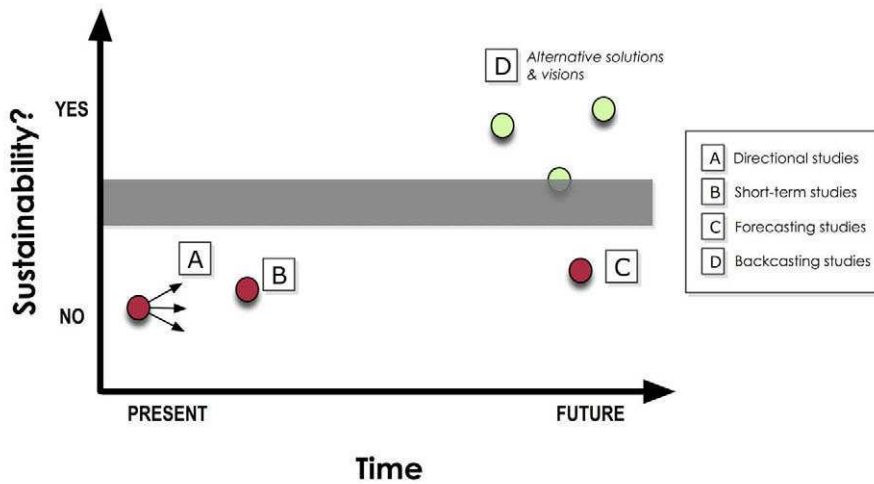 D
Alternative solutions
& visions
YES
Sustainability?
A
B
C
NO
PRESENT
FUTURE
Time
A Directional studies
B Short-term studies
C Forecasting studies
D Backcasting studies